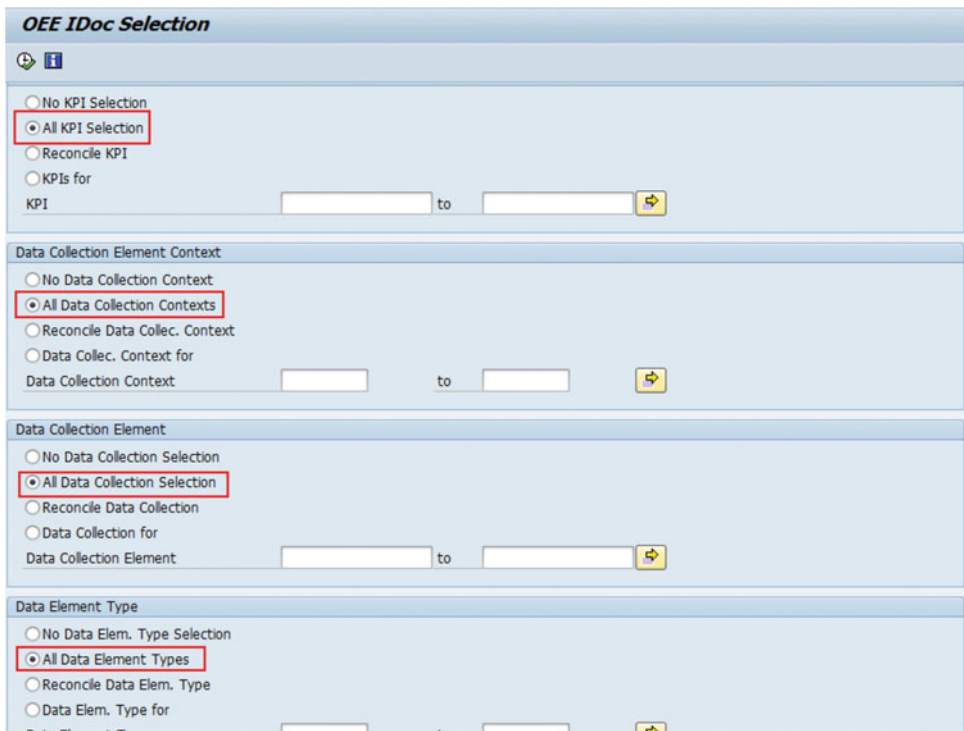 OEE IDoc Selection
No KPI Selection
All KPI Selection
Reconcile KPI
KPIs for
KPI to
Data Collection Element Context
No Data Collection Context
All Data Collection Contexts
Reconcile Data Collec. Context
Data Collec. Context for
Data Collection Context to
Data Collection Element
No Data Collection Selection
All Data Collection Selection
Reconcile Data Collection
Data Collection for
Data Collection Element to
Data Element Type
No Data Elem. Type Selection
All Data Element Types
Reconcile Data Elem. Type
Data Elem. Type for